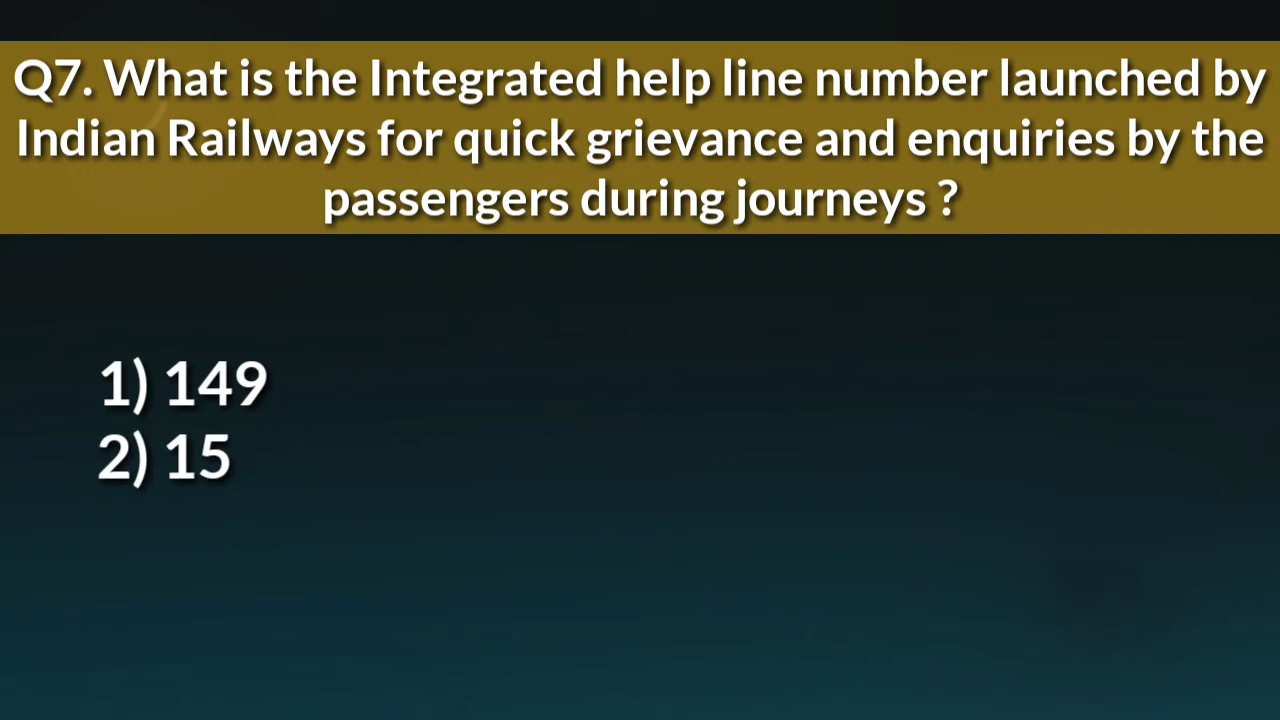 Q7. What is the Integrated help line number launched by
Indian Railways for quick grievance and enquiries by the
passengers during journeys ?
1) 149
2) 15